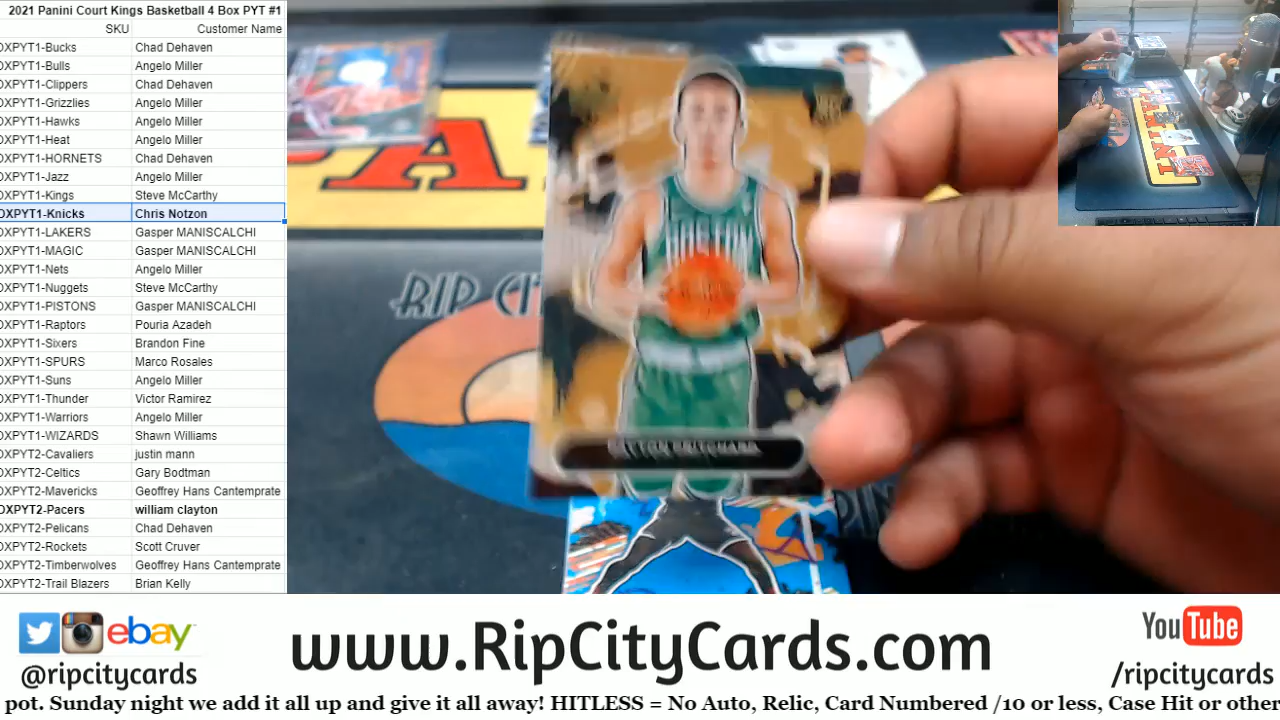 2021 Panini Court Kings Basketball 4 Box PYT #1
SKU Customer Name
OXPYT1-Bucks Chad Dehaven
OXPYT1-Bulls Angelo Miller
OXPYT1-Clippers Chad Dehaven
OXPYT1-Grizzlies Angelo Miller
OXPYT1-Hawks Angelo Miller
OXPYT1-Heat Angelo Miller
OXPYT1-HORNETS Chad Dehaven
OXPYT1-Jazz Angelo Miller
OXPYT1-Kings Steve McCarthy
OXPYT1-Knicks Chris Notzon
OXPYT1-LAKERS Gasper MANISCALCHI
OXPYT1-MAGIC Gasper MANISCALCHI
OXPYT1-Nets Angelo Miller
OXPYT1-Nuggets Steve McCarthy
OXPYT1-PISTONS Gasper MANISCALCHI
OXPYT1-Raptors Pouria Azadeh
OXPYT1-Sixers Brandon Fine
OXPYT1-SPURS Marco Rosales
OXPYT1-Suns Angelo Miller
OXPYT1-Thunder Victor Ramirez
OXPYT1-Warriors Angelo Miller
OXPYT1-WIZARDS Shawn Williams
OXPYT2-Cavaliers justin mann
OXPYT2-Celtics Gary Bodtman
OXPYT2-Mavericks Geoffrey Hans Cantemprate
OXPYT2-Pacers william clayton
OXPYT2-Pelicans Chad Dehaven
OXPYT2-Rockets Scott Cruver
OXPYT2-Timberwolves Geoffrey Hans Cantemprate
OXPYT2-Trail Blazers Brian Kelly
RIP CI
BOSTON
PAYTON PRITCHARD
ebay
@ripcitycards
www.RipCityCards.com
YouTube
/ripcitycards
pot. Sunday night we add it all up and give it all away! HITLESS = No Auto, Relic, Card Numbered /10 or less, Case Hit or other